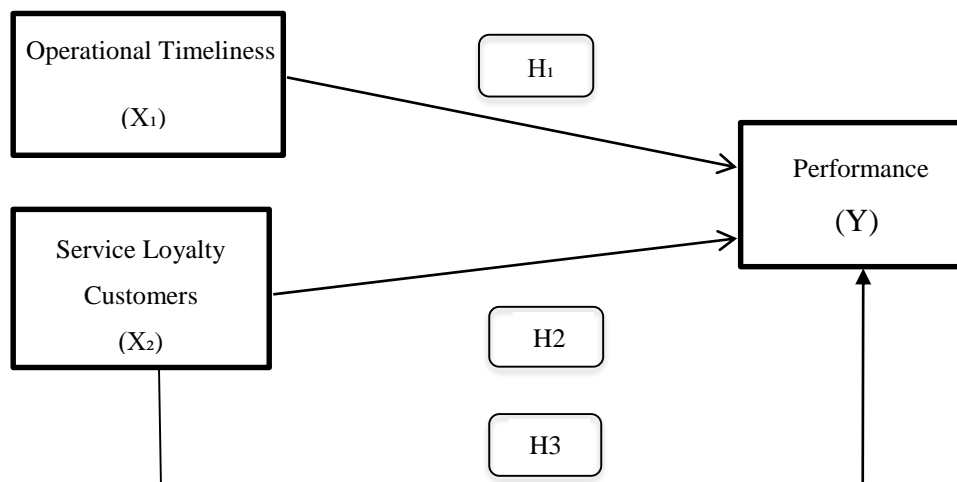 Operational Timeliness
(X₁)
H₁
Performance
(Y)
Service Loyalty
Customers
(X₂)
H2
H3